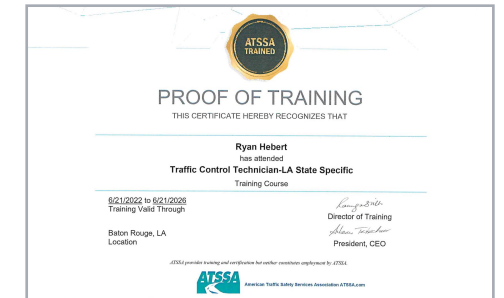 ATSSA
TRAINED
PROOF OF TRAINING
THIS CERTIFICATE HEREBY RECOGNIZES THAT
Ryan Hebert
has attended
Traffic Control Technician-LA State Specific
Training Course
6/21/2022 to 6/21/2026
Training Valid Through
Director of Training
Baton Rouge, LA
Location
President, CEO
ATSSA provides training and certification but neither constitutes employment by ATSSA.
ATSSA
American Traffic Safety Services Association ATSSA.com